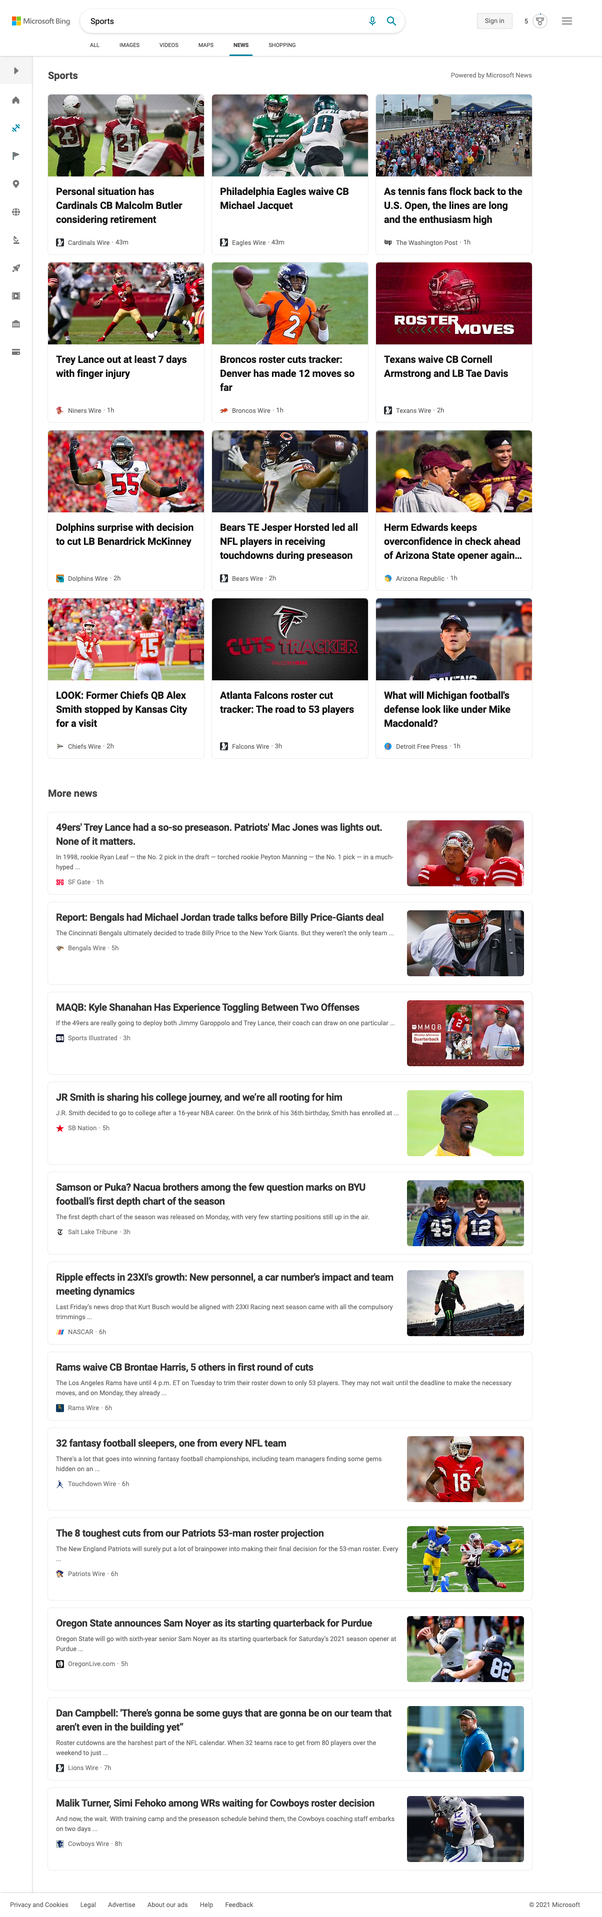 Microsoft Bing
Sports
Sign in
5
ALL
IMAGES
VIDEOS
MAPS
NEWS
SHOPPING
Sports
Powered by Microsoft News
Personal situation has
Cardinals CB Malcolm Butler
considering retirement
Cardinals Wire · 43m
Philadelphia Eagles waive CB
Michael Jacquet
Eagles Wire · 43m
As tennis fans flock back to the
U.S. Open, the lines are long
and the enthusiasm high
The Washington Post · 1h
Trey Lance out at least 7 days
with finger injury
Niners Wire · 1h
2
Broncos roster cuts tracker:
Denver has made 12 moves so
far
Broncos Wire · 1h
ROSTER
MOVES
Texans waive CB Cornell
Armstrong and LB Tae Davis
Texans Wire · 2h
55
Dolphins surprise with decision
to cut LB Benardrick McKinney
Dolphins Wire · 2h
Bears TE Jesper Horsted led all
NFL players in receiving
touchdowns during preseason
Bears Wire · 2h
Herm Edwards keeps
overconfidence in check ahead
of Arizona State opener again...
Arizona Republic · 1h
15
LOOK: Former Chiefs QB Alex
Smith stopped by Kansas City
for a visit
Chiefs Wire · 2h
CUTS TRACKER
Atlanta Falcons roster cut
tracker: The road to 53 players
Falcons Wire · 3h
What will Michigan football's
defense look like under Mike
Macdonald?
Detroit Free Press · 1h
More news
49ers' Trey Lance had a so-so preseason. Patriots' Mac Jones was lights out.
None of it matters.
In 1998, rookie Ryan Leaf — the No. 2 pick in the draft — torched rookie Peyton Manning — the No. 1 pick — in a much-
hyped ...
SF Gate · 1h
Report: Bengals had Michael Jordan trade talks before Billy Price-Giants deal
The Cincinnati Bengals ultimately decided to trade Billy Price to the New York Giants. But they weren't the only team ...
Bengals Wire · 5h
MAQB: Kyle Shanahan Has Experience Toggling Between Two Offenses
If the 49ers are really going to deploy both Jimmy Garoppolo and Trey Lance, their coach can draw on one particular ...
Sports Illustrated · 3h
MMQB
Quarterback
JR Smith is sharing his college journey, and we're all rooting for him
J.R. Smith decided to go to college after a 16-year NBA career. On the brink of his 36th birthday, Smith has enrolled at ...
SB Nation · 5h
Samson or Puka? Nacua brothers among the few question marks on BYU
football's first depth chart of the season
The first depth chart of the season was released on Monday, with very few starting positions still up in the air.
Salt Lake Tribune · 3h
45
12
Ripple effects in 23XI's growth: New personnel, a car number's impact and team
meeting dynamics
Last Friday's news drop that Kurt Busch would be aligned with 23XI Racing next season came with all the compulsory
trimmings ...
NASCAR · 6h
Rams waive CB Brontae Harris, 5 others in first round of cuts
The Los Angeles Rams have until 4 p.m. ET on Tuesday to trim their roster down to only 53 players. They may not wait until the deadline to make the necessary
moves, and on Monday, they already ...
Rams Wire · 6h
32 fantasy football sleepers, one from every NFL team
There's a lot that goes into winning fantasy football championships, including team managers finding some gems
hidden on an ...
Touchdown Wire · 6h
18
The 8 toughest cuts from our Patriots 53-man roster projection
The New England Patriots will surely put a lot of brainpower into making their final decision for the 53-man roster. Every
...
Patriots Wire · 6h
Oregon State announces Sam Noyer as its starting quarterback for Purdue
Oregon State will go with sixth-year senior Sam Noyer as its starting quarterback for Saturday's 2021 season opener at
Purdue ...
OregonLive.com · 5h
82
Dan Campbell: 'There's gonna be some guys that are gonna be on our team that
aren't even in the building yet"
Roster cutdowns are the harshest part of the NFL calendar. When 32 teams race to get from 80 players over the
weekend to just ...
Lions Wire · 7h
Malik Turner, Simi Fehoko among WRs waiting for Cowboys roster decision
And now, the wait. With training camp and the preseason schedule behind them, the Cowboys coaching staff embarks
on two days ...
Cowboys Wire · 8h
17
Privacy and Cookies
Legal
Advertise
About our ads
Help
Feedback
© 2021 Microsoft